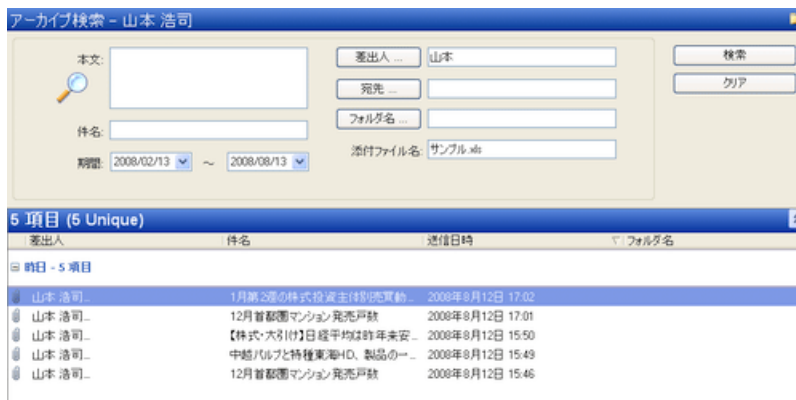 アーカイブ検索 - 山本 浩司
本文:
差出人 ... 山本 検索
宛先 ... クリア
フォルダ名 ...
件名:
添付ファイル名: サンプル.xls
期間: 2008/02/13 ~ 2008/08/13
5 項目 (5 Unique)
差出人 件名 送信日時 フォルダ名
昨日 - 5 項目
山本 浩司... 1月第2週の株式投資主体別売買動... 2008年8月12日 17:02
山本 浩司... 12月首都圏マンション発売戸数 2008年8月12日 17:01
山本 浩司... 【株式・大引け】日経平均は昨年来安... 2008年8月12日 15:50
山本 浩司... 中越パルプと特種東海HD、製品の一... 2008年8月12日 15:49
山本 浩司... 12月首都圏マンション発売戸数 2008年8月12日 15:46